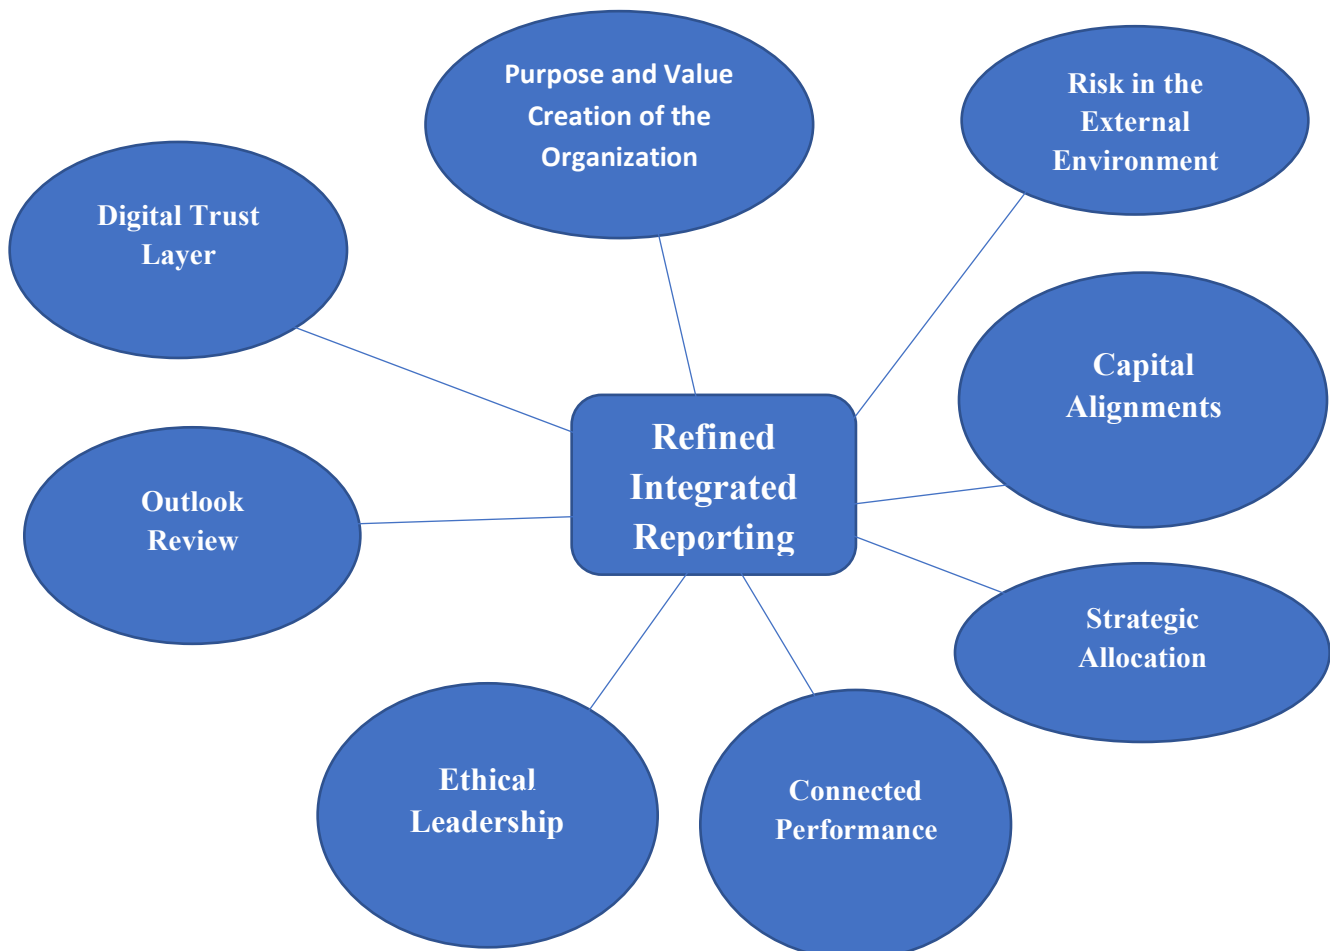 Purpose and Value
Creation of the
Organization
Risk in the
External
Environment
Digital Trust
Layer
Capital
Alignments
Refined
Integrated
Reporting
Outlook
Review
Strategic
Allocation
Ethical
Leadership
Connected
Performance